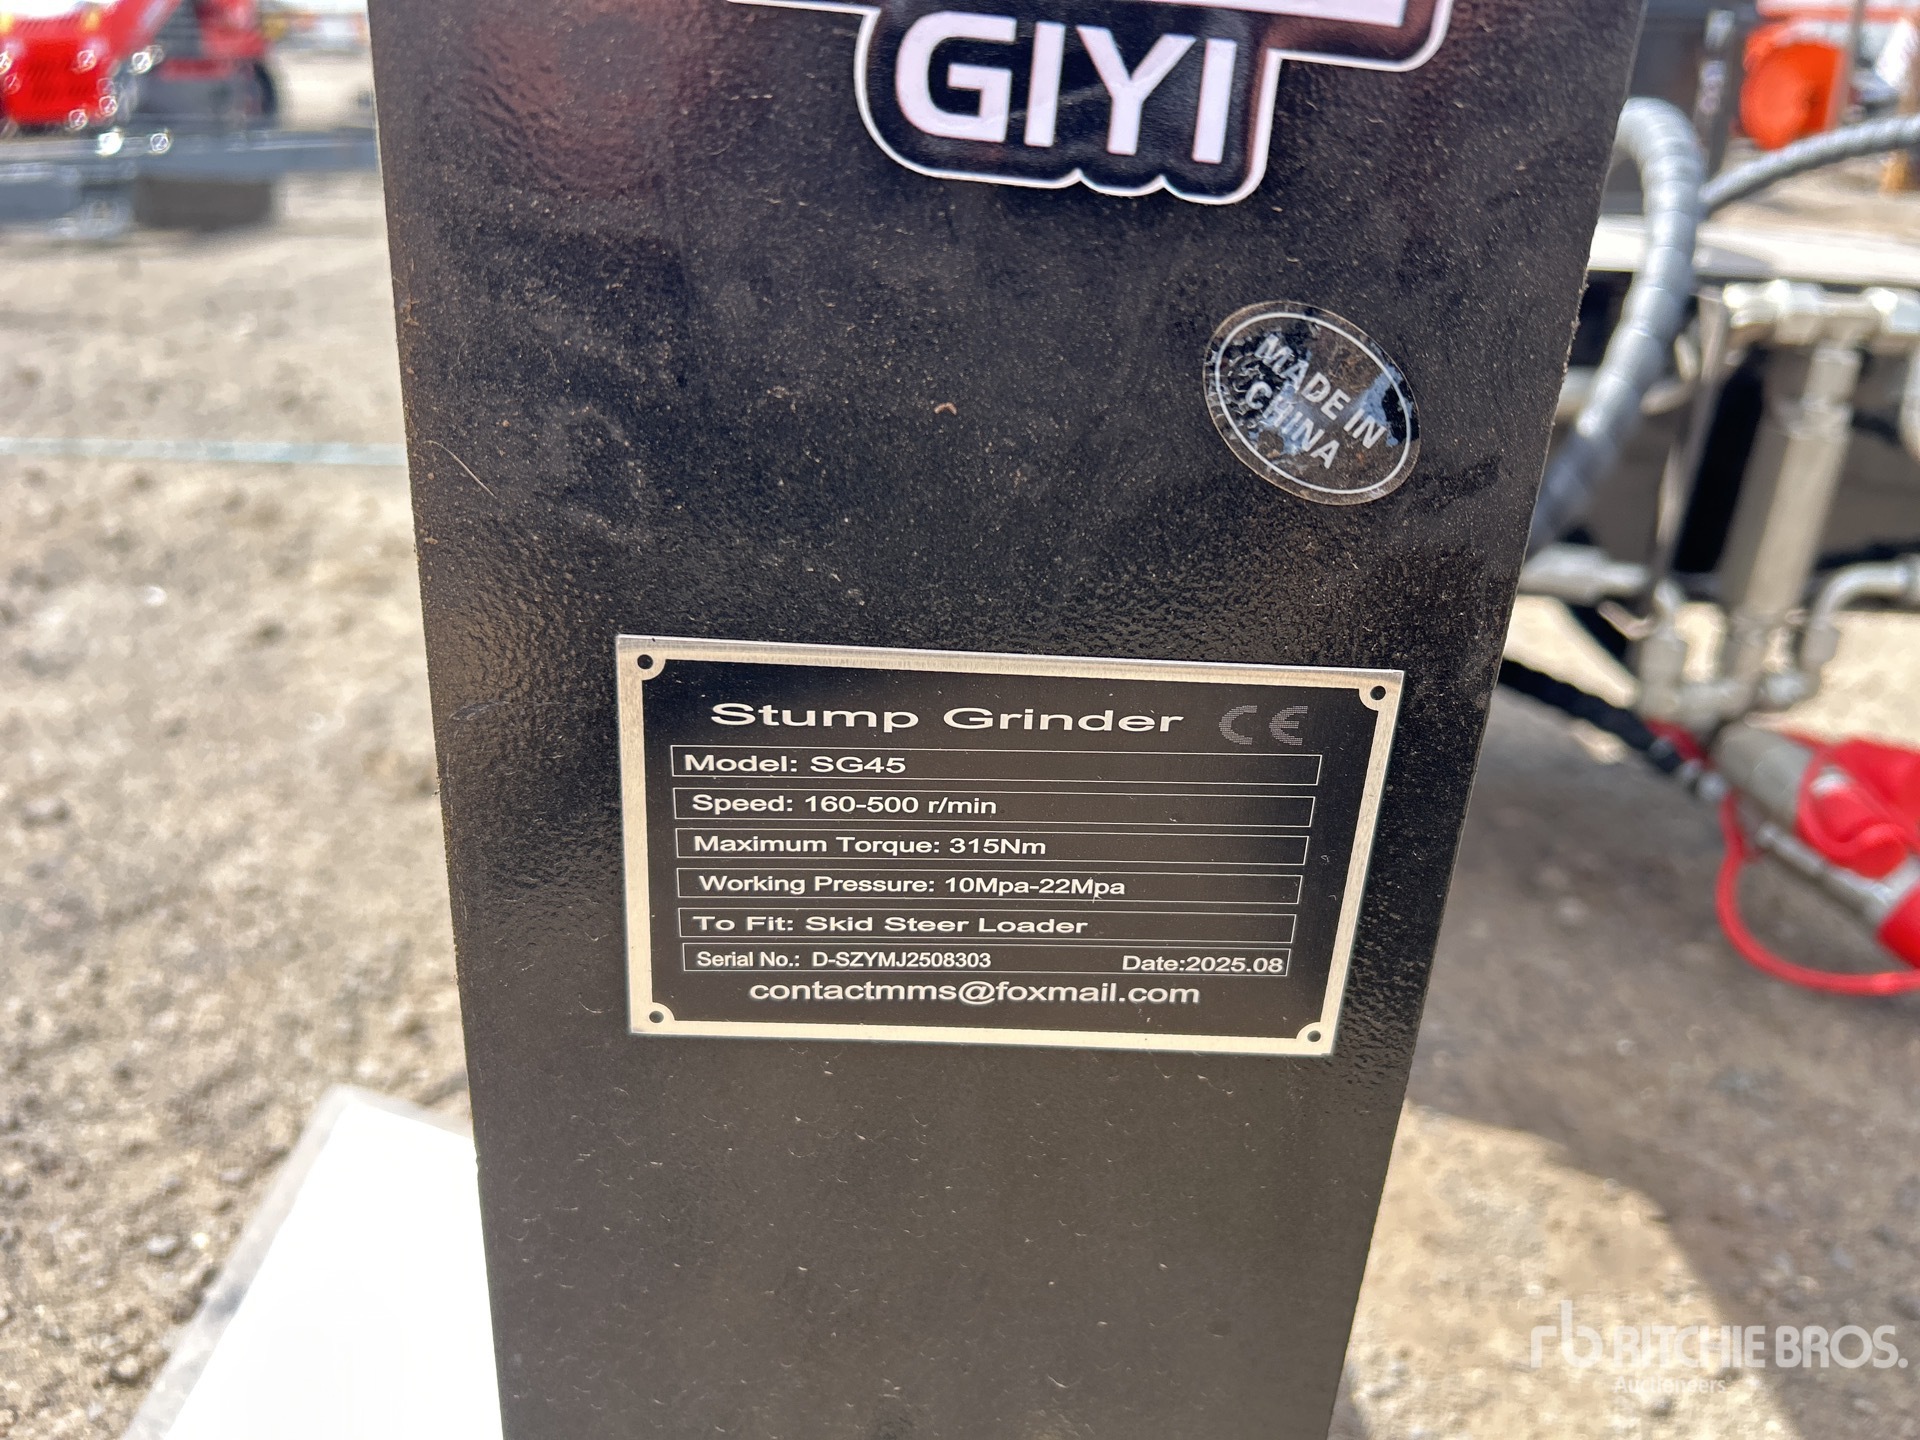 GIYI
MADE IN
CHINA
Stump Grinder CE
Model: SG45
Speed: 160-500 r/min
Maximum Torque: 315Nm
Working Pressure: 10Mpa-22Mpa
To Fit: Skid Steer Loader
Serial No.: D-SZYMJ2508303 Date:2025.08
contactmms@foxmail.com
rb RITCHIE BROS.
Auctioneers